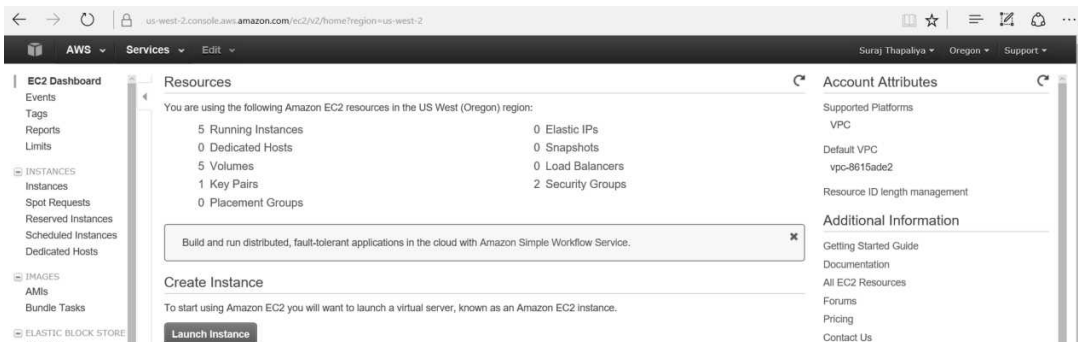 us-west-2.console.aws.amazon.com/ec2/v2/home?region=us-west-2
AWS Services Edit Suraj Thapaliya Oregon Support
EC2 Dashboard
Events
Tags
Reports
Limits
INSTANCES
Instances
Spot Requests
Reserved Instances
Scheduled Instances
Dedicated Hosts
IMAGES
AMIs
Bundle Tasks
ELASTIC BLOCK STORE
Resources
You are using the following Amazon EC2 resources in the US West (Oregon) region:
5 Running Instances
0 Dedicated Hosts
5 Volumes
1 Key Pairs
0 Placement Groups
0 Elastic IPs
0 Snapshots
0 Load Balancers
2 Security Groups
Build and run distributed, fault-tolerant applications in the cloud with Amazon Simple Workflow Service.
Create Instance
To start using Amazon EC2 you will want to launch a virtual server, known as an Amazon EC2 instance.
Launch Instance
Account Attributes
Supported Platforms
VPC
Default VPC
vpc-8615ade2
Resource ID length management
Additional Information
Getting Started Guide
Documentation
All EC2 Resources
Forums
Pricing
Contact Us